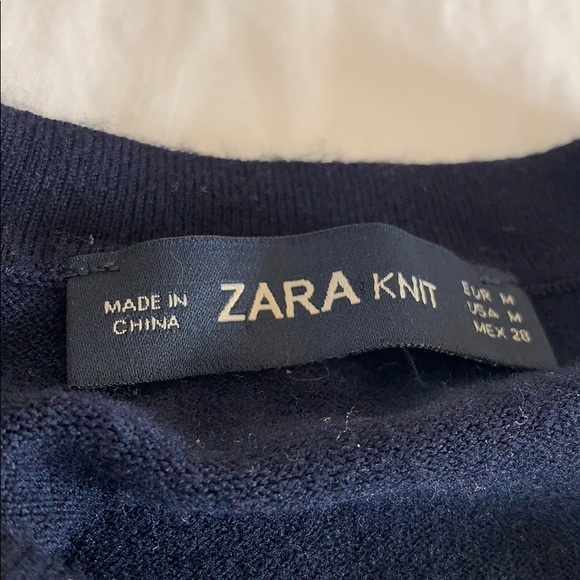 MADE IN
CHINA
ZARA KNIT
EUR M
USA M
MEX 28